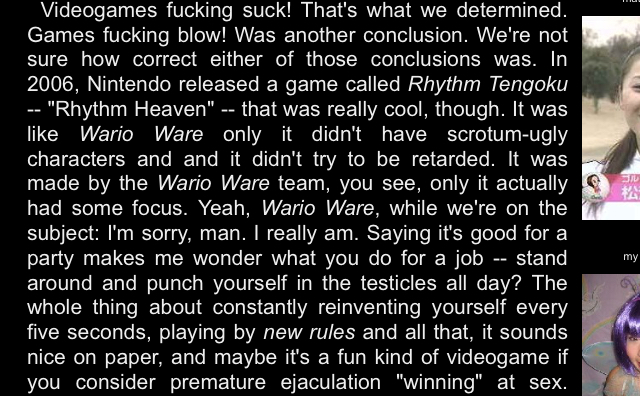 Videogames fucking suck! That's what we determined.
Games fucking blow! Was another conclusion. We're not
sure how correct either of those conclusions was. In
2006, Nintendo released a game called Rhythm Tengoku
-- "Rhythm Heaven" -- that was really cool, though. It was
like Wario Ware only it didn't have scrotum-ugly
characters and and it didn't try to be retarded. It was
made by the Wario Ware team, you see, only it actually
had some focus. Yeah, Wario Ware, while we're on the
subject: I'm sorry, man. I really am. Saying it's good for a
party makes me wonder what you do for a job -- stand
around and punch yourself in the testicles all day? The
whole thing about constantly reinventing yourself every
five seconds, playing by new rules and all that, it sounds
nice on paper, and maybe it's a fun kind of videogame if
you consider premature ejaculation "winning" at sex.
ゴル
松
my